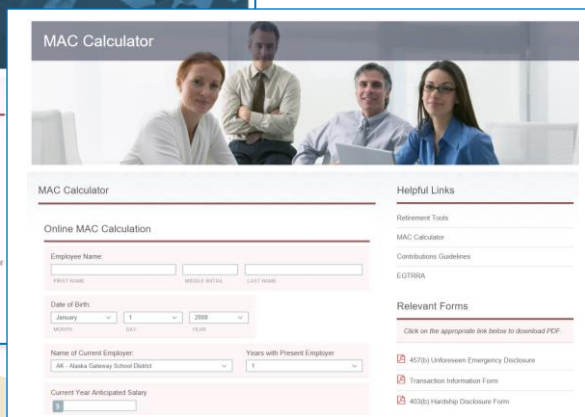 MAC Calculator
MAC Calculator
Online MAC Calculation
Employee Name:
FIRST NAME
MIDDLE INITIAL
LAST NAME
Date of Birth:
January
1
2008
MONTH
DAY
YEAR
Name of Current Employer:
Years with Present Employer
AK - Alaska Gateway School District
1
Current Year Anticipated Salary
$
Helpful Links
Retirement Tools
MAC Calculator
Contributions Guidelines
EGTRRA
Relevant Forms
Click on the appropriate link below to download PDF.
457(b) Unforeseen Emergency Disclosure
Transaction Information Form
403(b) Hardship Disclosure Form